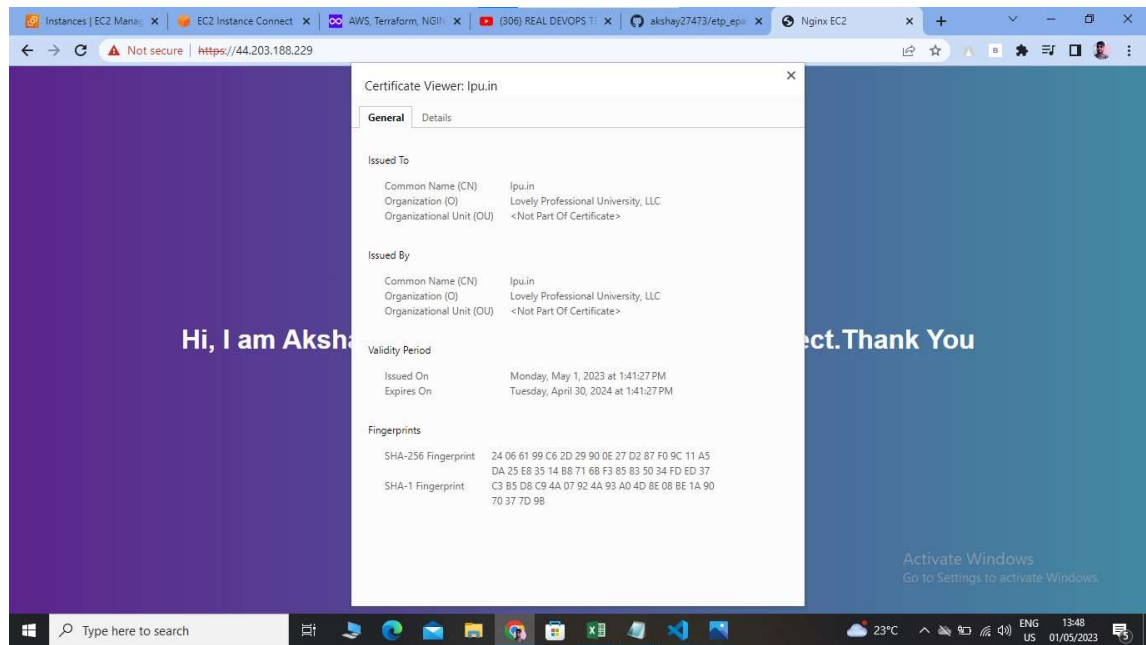 Instances | EC2 Manag
EC2 Instance Connect
AWS, Terraform, NGIN
(306) REAL DEVOPS T
akshay27473/etp_epa
Nginx EC2
Not secure
https://44.203.188.229
Certificate Viewer: lpu.in
General Details
Issued To
Common Name (CN) lpu.in
Organization (O) Lovely Professional University, LLC
Organizational Unit (OU) <Not Part Of Certificate>
Issued By
Common Name (CN) lpu.in
Organization (O) Lovely Professional University, LLC
Organizational Unit (OU) <Not Part Of Certificate>
Hi, I am Aksha
ect.Thank You
Validity Period
Issued On Monday, May 1, 2023 at 1:41:27 PM
Expires On Tuesday, April 30, 2024 at 1:41:27 PM
Fingerprints
SHA-256 Fingerprint 24 06 61 99 C6 2D 29 90 0E 27 D2 87 F0 9C 11 A5
DA 25 E8 35 14 B8 71 6B F3 85 83 50 34 FD ED 37
SHA-1 Fingerprint C3 B5 D8 C9 4A 07 92 4A 93 A0 4D 8E 08 BE 1A 90
70 37 7D 9B
Activate Windows
Go to Settings to activate Windows.
Type here to search
23°C
ENG
US
13:48
01/05/2023
5